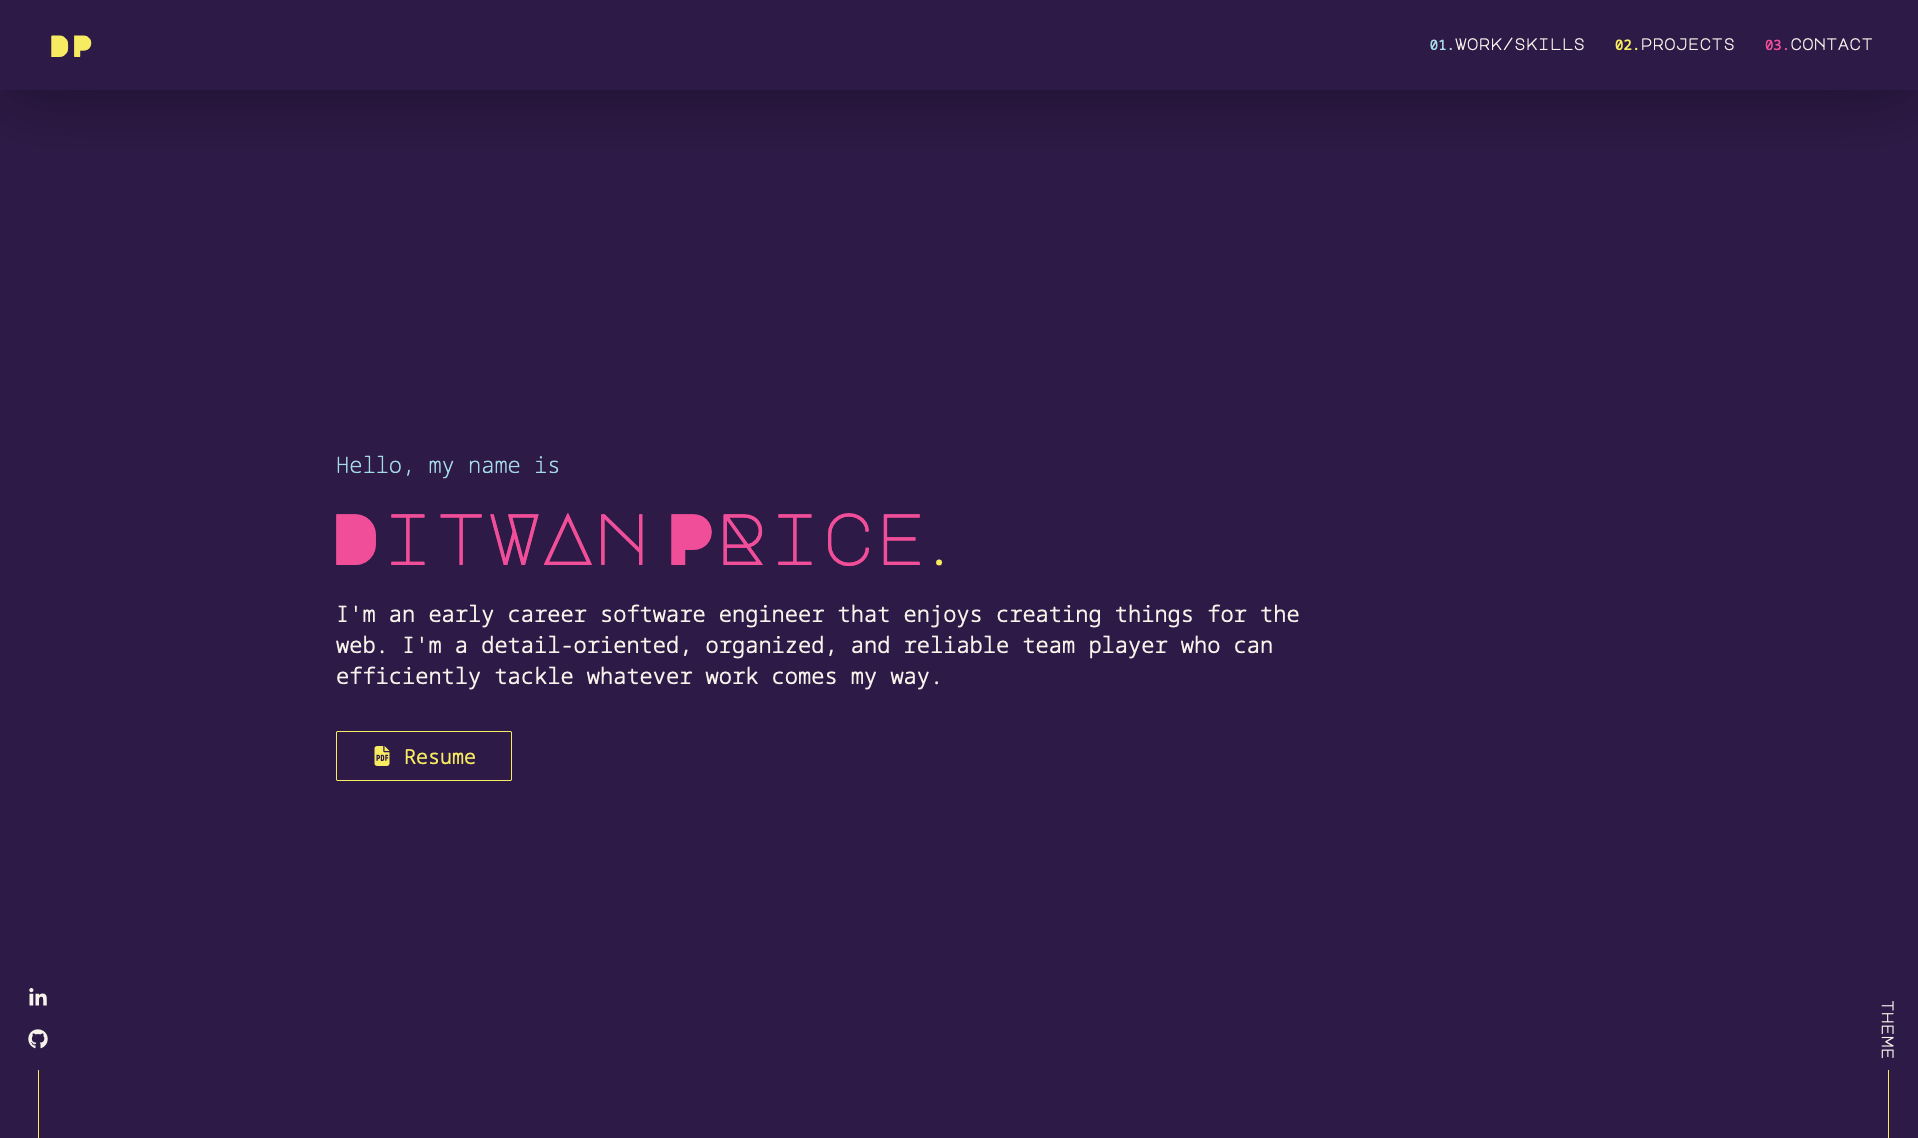 DP
01.WORK/SKILLS 02.PROJECTS 03.CONTACT
Hello, my name is
DITWAN PRICE.
I'm an early career software engineer that enjoys creating things for the
web. I'm a detail-oriented, organized, and reliable team player who can
efficiently tackle whatever work comes my way.
PDF Resume
in
THEME